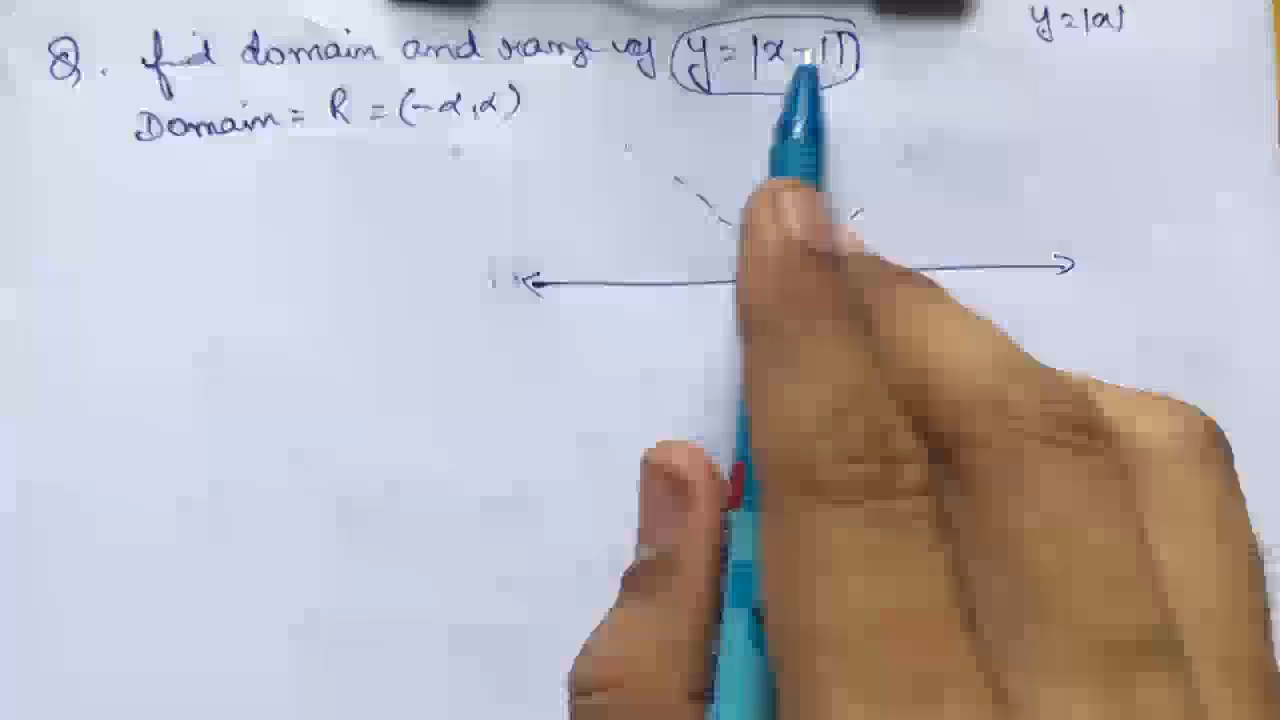 Q. find domain and range of y = |x-1|
y = |x|
Domain = R = (-∝,∝)